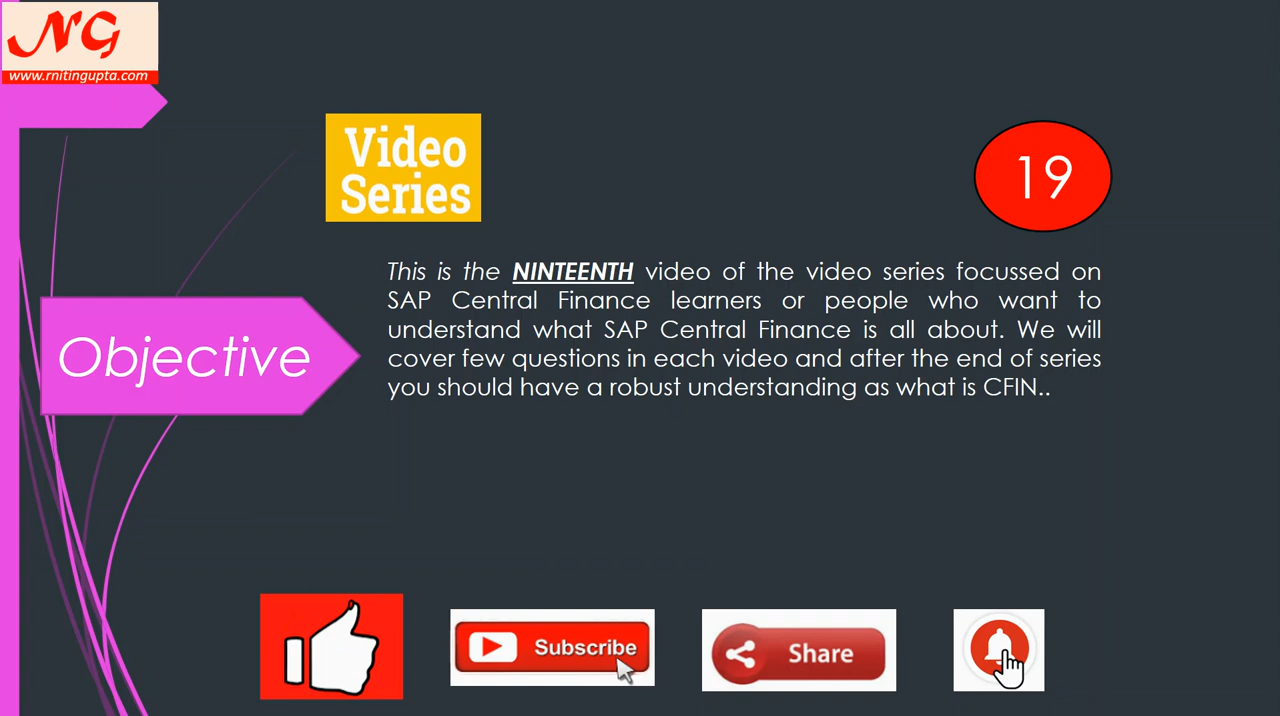 NG
www.rnitingupta.com
Video
Series
19
This is the NINTEENTH video of the video series focussed on
SAP Central Finance learners or people who want to
understand what SAP Central Finance is all about. We will
cover few questions in each video and after the end of series
you should have a robust understanding as what is CFIN..
Objective
Subscribe
Share